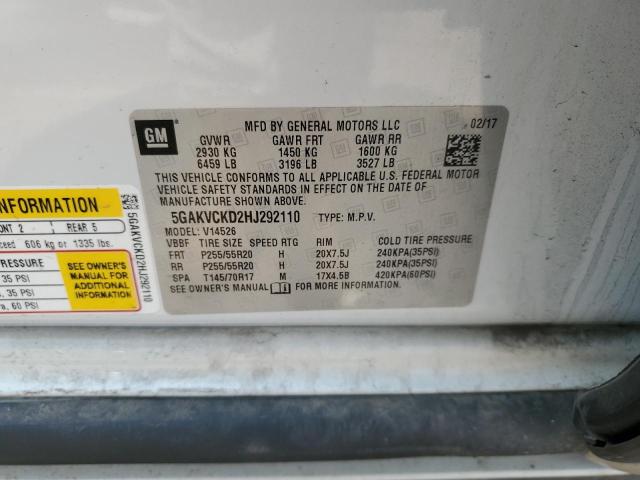 GM
MFD BY GENERAL MOTORS LLC 02/17
GVWR GAWR FRT GAWR RR
2930 KG 1450 KG 1600 KG
6459 LB 3196 LB 3527 LB
THIS VEHICLE CONFORMS TO ALL APPLICABLE U.S. FEDERAL MOTOR
VEHICLE SAFETY STANDARDS IN EFFECT ON THE DATE OF
MANUFACTURE SHOWN ABOVE.
5GAKVCKD2HJ292110 TYPE: M.P.V.
MODEL: V14526
VBBF TIRE SIZE SPEED RTG RIM COLD TIRE PRESSURE
FRT P255/55R20 H 20X7.5J 240KPA(35PSI)
RR P255/55R20 H 20X7.5J 240KPA(35PSI)
SPA T145/70R17 M 17X4.5B 420KPA(60PSI)
SEE OWNER'S MANUAL FOR MORE INFORMATION
INFORMATION
ONT 2 REAR 5
ceed 606 kg or 1335 lbs.
PRESSURE
35 PSI
35 PSI
60 PSI
SEE OWNER'S
MANUAL FOR
ADDITIONAL
INFORMATION
5GAKVCKD2HJ292110